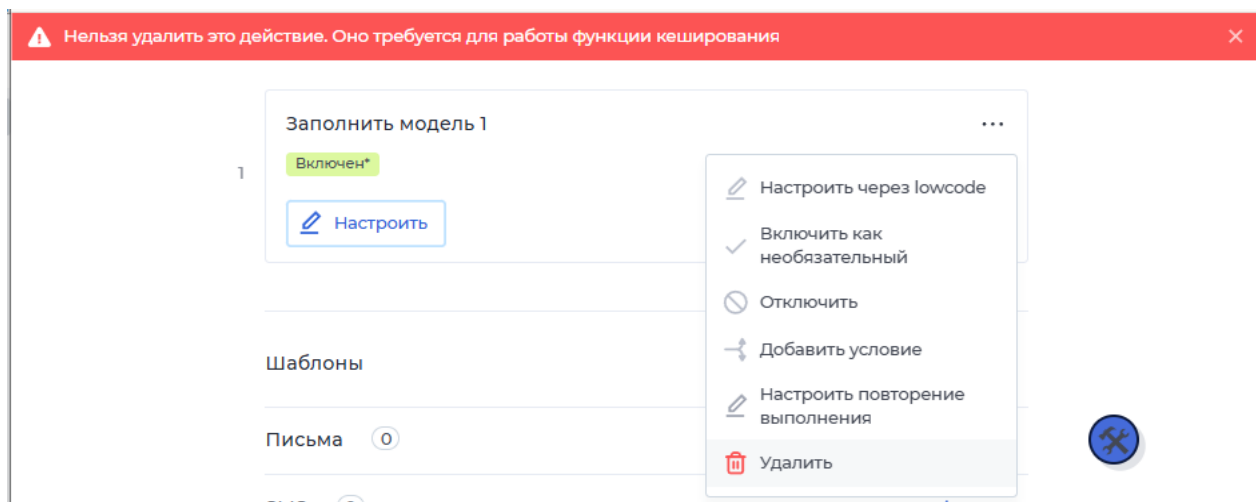 Нельзя удалить это действие. Оно требуется для работы функции кеширования
Заполнить модель 1
1
Включен*
Настроить
Настроить через lowcode
Включить как
необязательный
Отключить
Добавить условие
Настроить повторение
выполнения
Удалить
Шаблоны
Письма 0